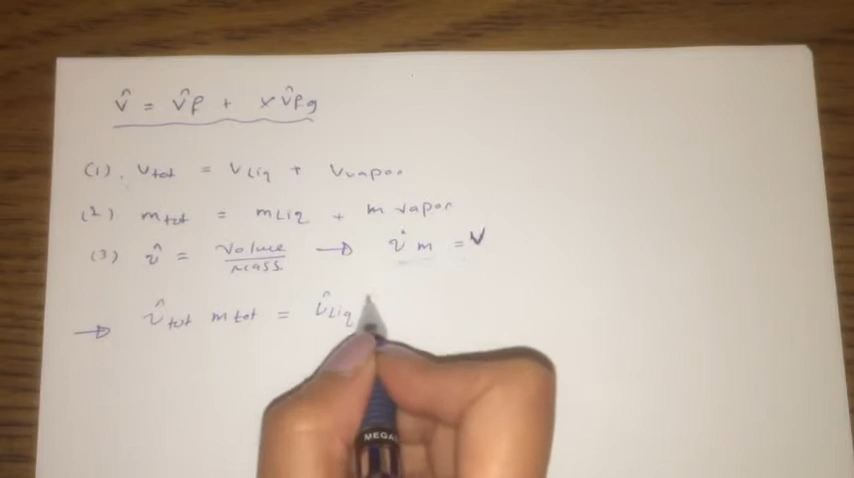 v̂ = v̂f + x v̂fg
(1). Vtot = VLiq + Vvapor
(2) mtot = mLiq + m vapor
(3) v̂ = Volume/mass → v̂ m = V
→ v̂tot mtot = v̂Liq
MEGA